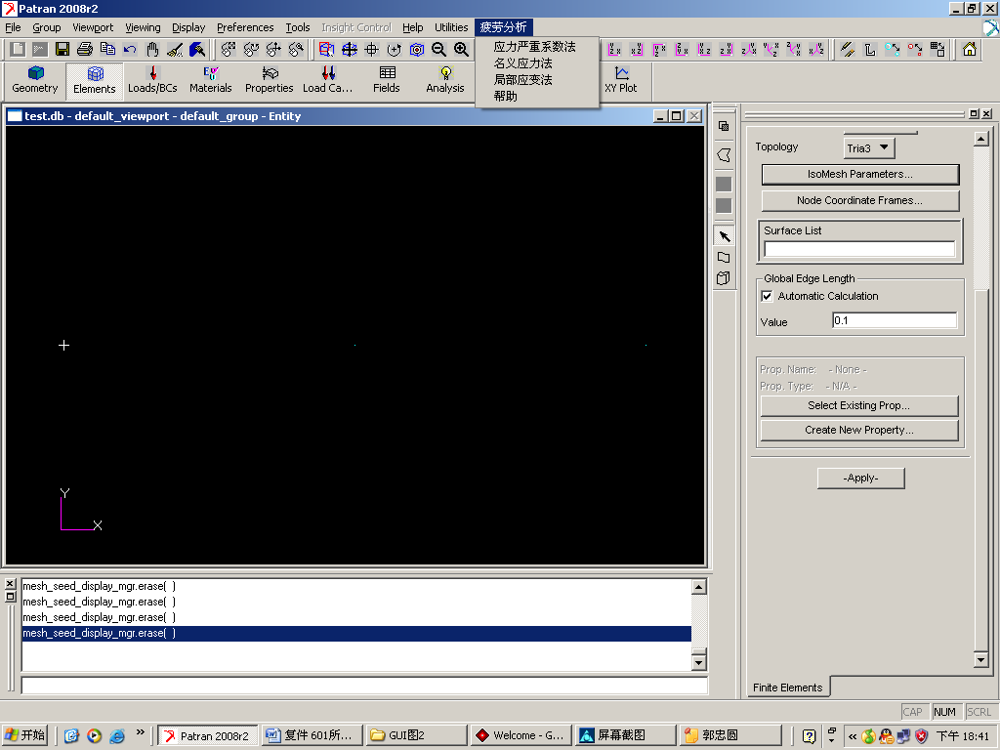 Patran 2008r2
File Group Viewport Viewing Display Preferences Tools Insight Control Help Utilities 疲劳分析
应力严重系数法
名义应力法
局部应变法
帮助
Geometry Elements Loads/BCs Materials Properties Load Ca... Fields Analysis XY Plot
test.db - default_viewport - default_group - Entity
Y
X
Topology Tria3
IsoMesh Parameters...
Node Coordinate Frames...
Surface List
Global Edge Length
Automatic Calculation
Value 0.1
Prop. Name: - None -
Prop. Type: - N/A -
Select Existing Prop...
Create New Property...
-Apply-
Finite Elements
mesh_seed_display_mgr.erase( )
mesh_seed_display_mgr.erase( )
mesh_seed_display_mgr.erase( )
mesh_seed_display_mgr.erase( )
CAP NUM SCRL
开始 » Patran 2008r2 复件 601所... GUI图2 Welcome - G... 屏幕截图 郭忠圆 « 下午 18:41